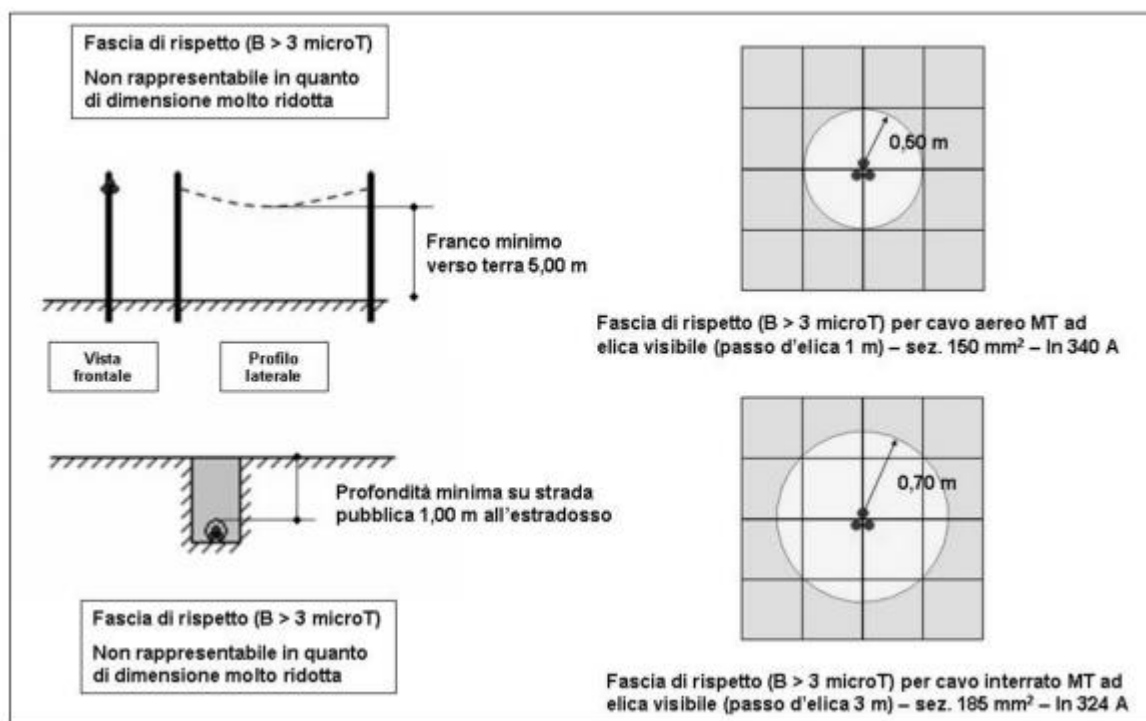 Fascia di rispetto (B > 3 microT)
Non rappresentabile in quanto
di dimensione molto ridotta
Franco minimo
verso terra 5,00 m
Vista
frontale
Profilo
laterale
Profondità minima su strada
pubblica 1,00 m all'estradosso
Fascia di rispetto (B > 3 microT)
Non rappresentabile in quanto
di dimensione molto ridotta
0,50 m
Fascia di rispetto (B > 3 microT) per cavo aereo MT ad
elica visibile (passo d'elica 1 m) – sez. 150 mm² – In 340 A
0,70 m
Fascia di rispetto (B > 3 microT) per cavo interrato MT ad
elica visibile (passo d'elica 3 m) – sez. 185 mm² – In 324 A